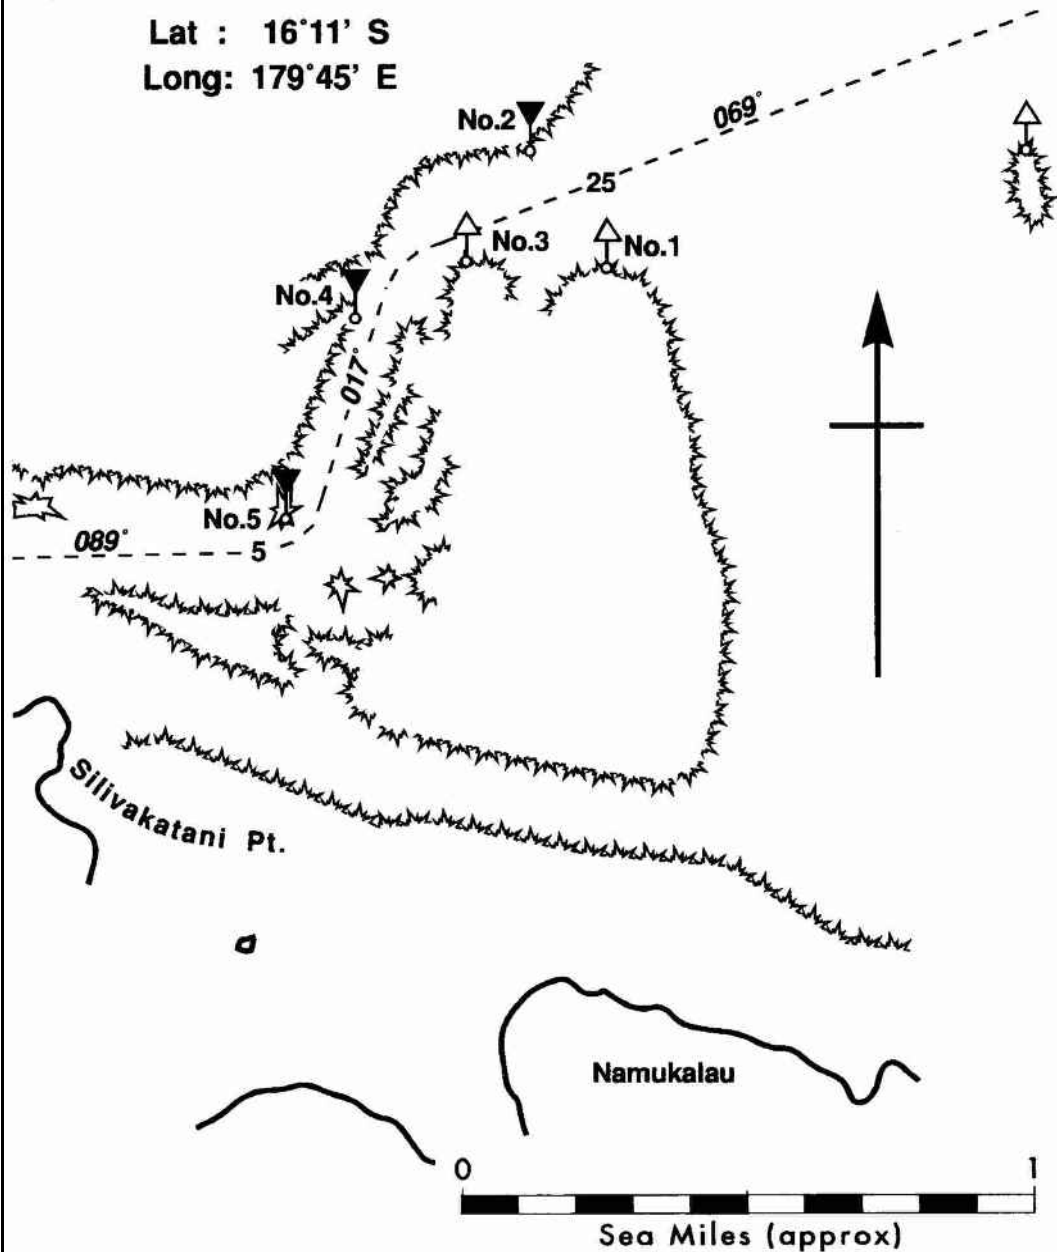 Lat : 16°11' S
Long: 179°45' E
No.2
069°
25
No.3
No.1
No.4
017°
No.5
089°
5
Silivakatani Pt.
Namukalau
0 1
Sea Miles (approx)